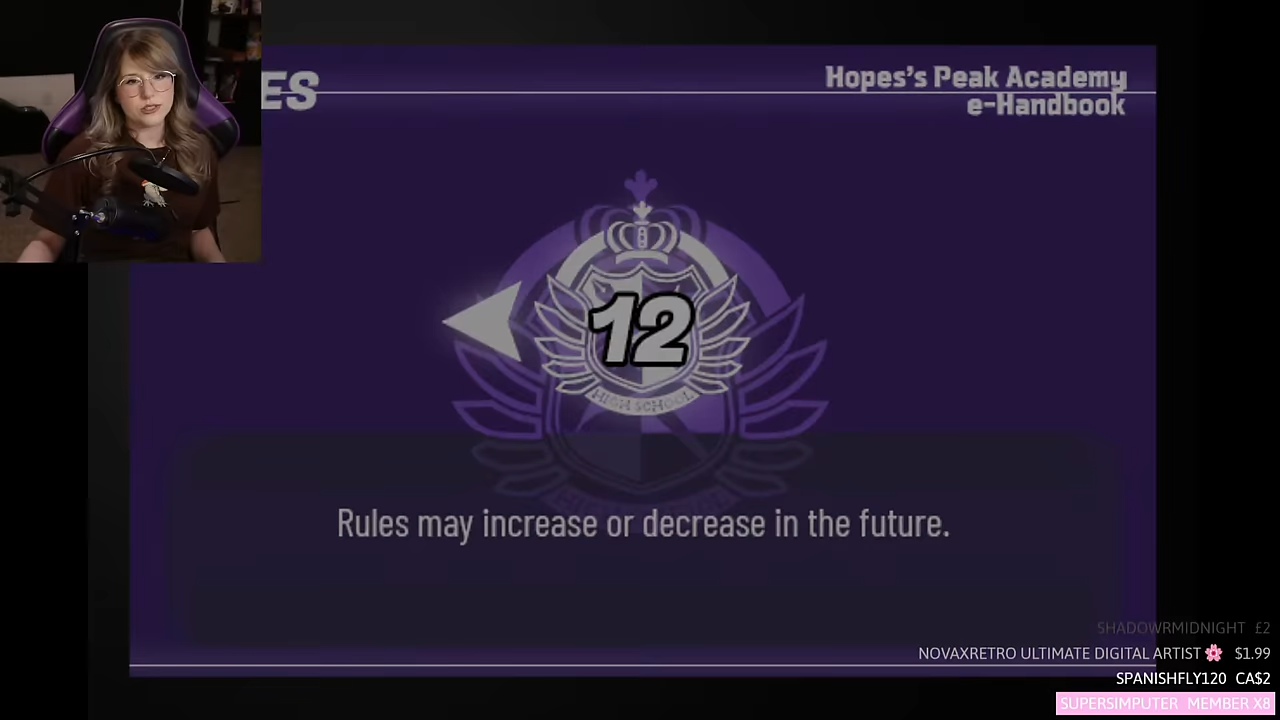 ES
Hopes's Peak Academy
e-Handbook
12
HIGH SCHOOL
Rules may increase or decrease in the future.
SHADOWRMIDNIGHT £2
NOVAXRETRO ULTIMATE DIGITAL ARTIST🌸 $1.99
SPANISHFLY120 CA$2
SUPERSIMPUTER MEMBER X8